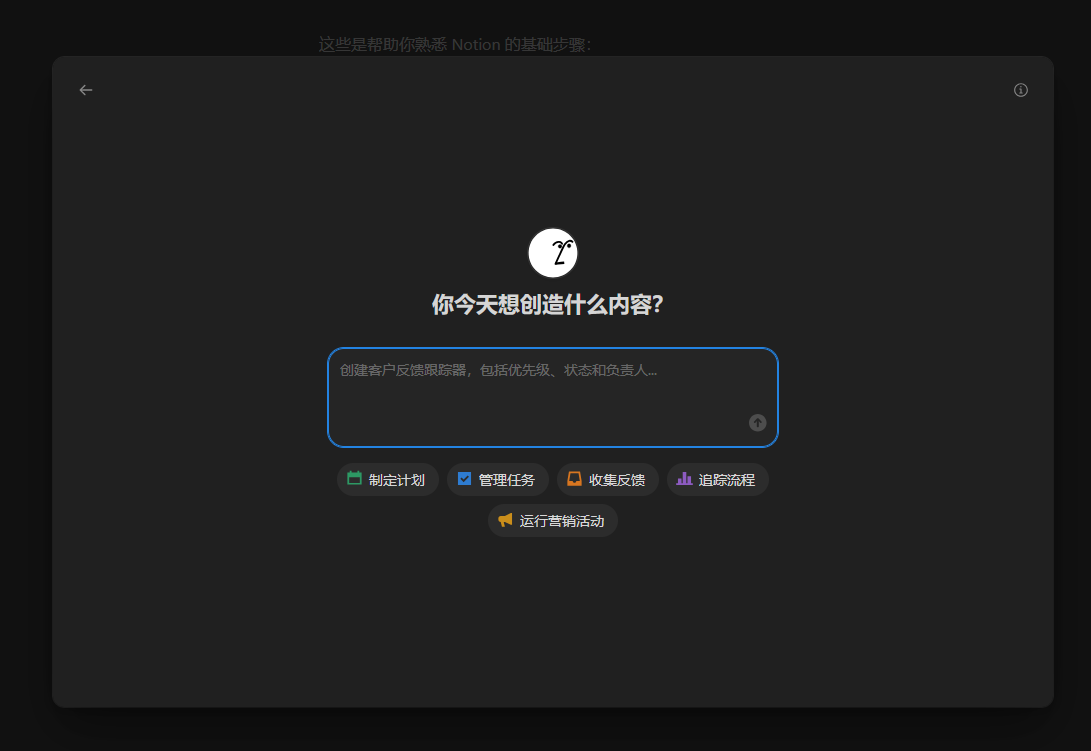 这些是帮助你熟悉 Notion 的基础步骤：
你今天想创造什么内容？
创建客户反馈跟踪器，包括优先级、状态和负责人...
制定计划 管理任务 收集反馈 追踪流程
运行营销活动